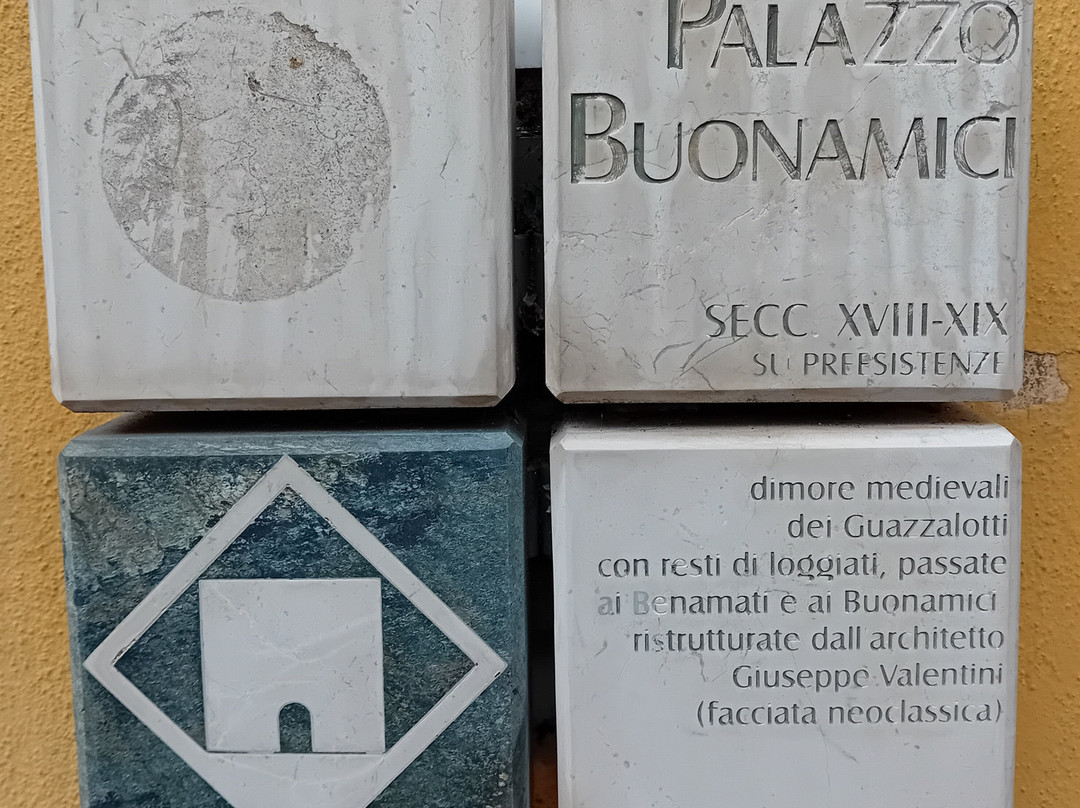 PALAZZO
BUONAMICI
SECC XVIII-XIX
SU PREESISTENZE
dimore medievali
dei Guazzalotti
con resti di loggiati, passate
ai Benamati e ai Buonamici
ristrutturate dall architetto
Giuseppe Valentini
(facciata neoclassica)